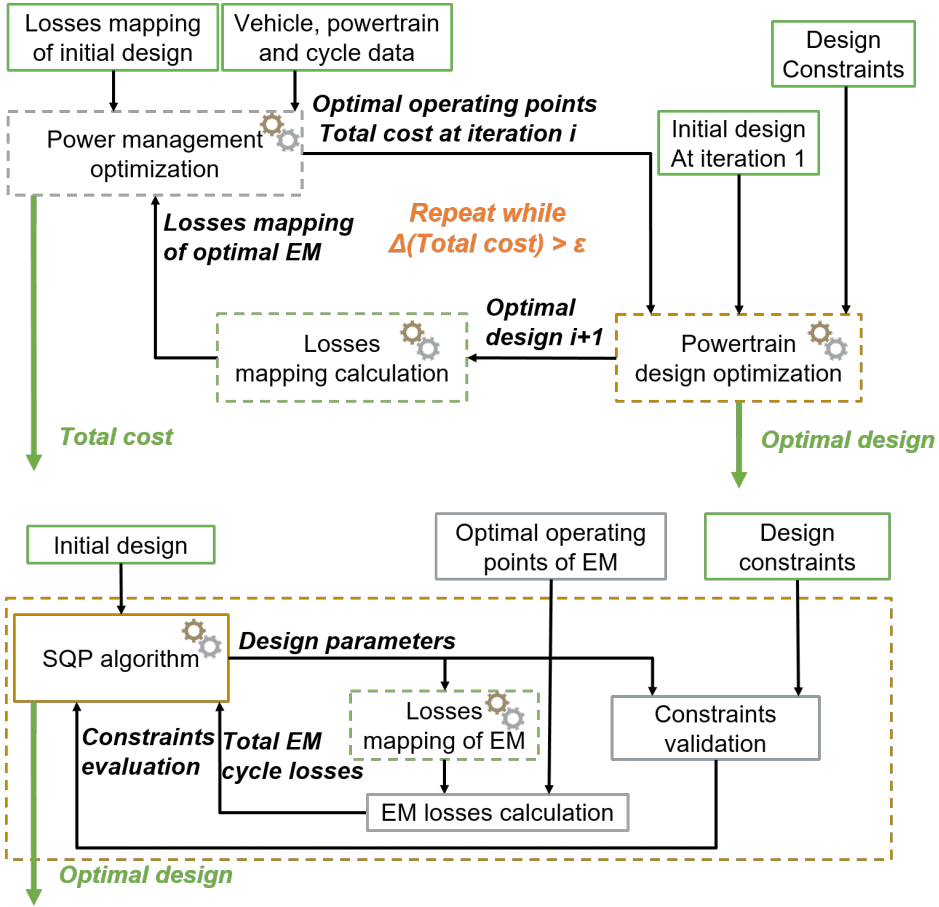 Losses mapping
of initial design
Vehicle, powertrain
and cycle data
Design
Constraints
Optimal operating points
Total cost at iteration i
Initial design
At iteration 1
Power management
optimization
Losses mapping
of optimal EM
Repeat while
Δ(Total cost) > ε
Optimal
design i+1
Losses
mapping calculation
Powertrain
design optimization
Total cost
Optimal design
Initial design
Optimal operating
points of EM
Design
constraints
SQP algorithm
Design parameters
Losses
mapping of EM
Constraints
validation
Constraints
evaluation
Total EM
cycle losses
EM losses calculation
Optimal design